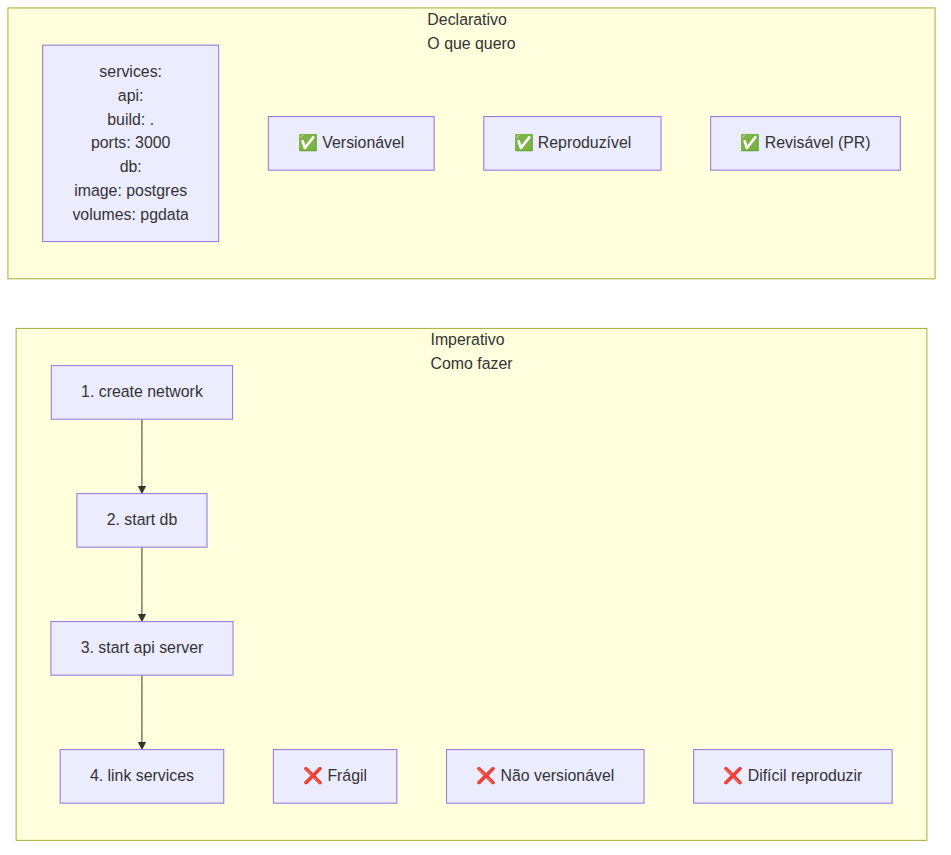 Declarativo
O que quero
services:
api:
build: .
ports: 3000
db:
image: postgres
volumes: pgdata
✅ Versionável
✅ Reproduzível
✅ Revisável (PR)
Imperativo
Como fazer
1. create network
2. start db
3. start api server
4. link services
❌ Frágil
❌ Não versionável
❌ Difícil reproduzir